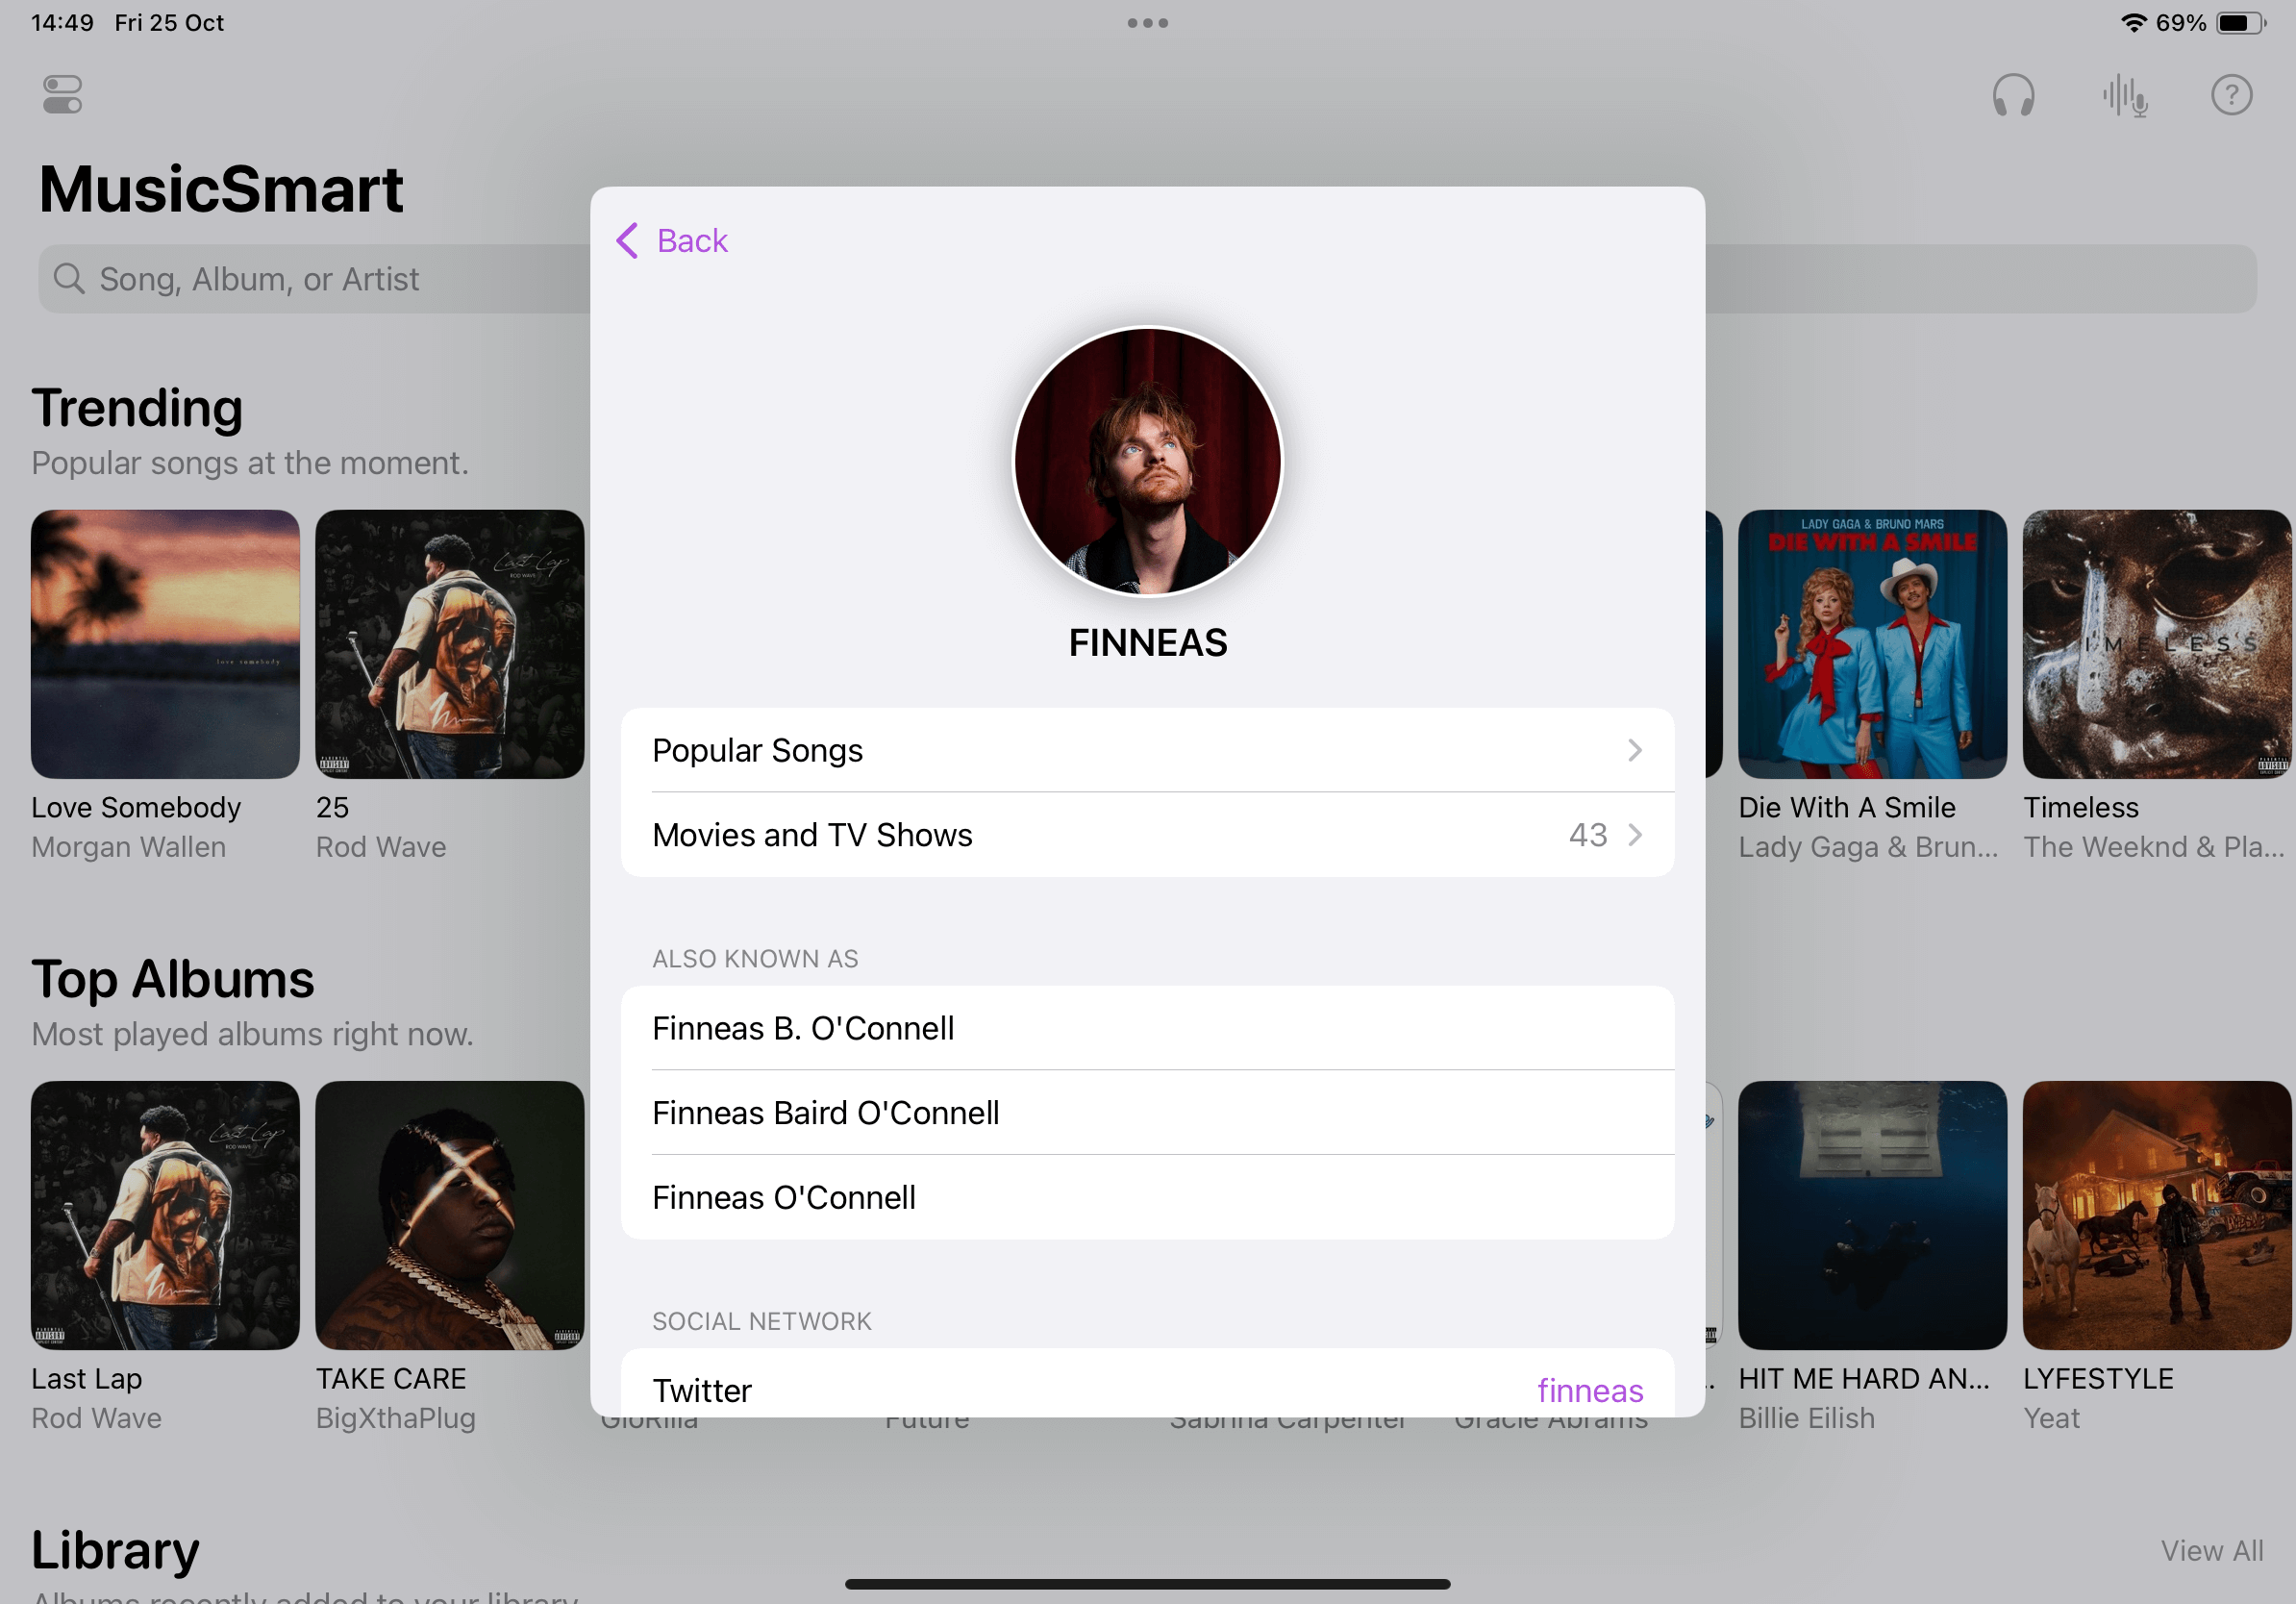 14:49 Fri 25 Oct
69%
MusicSmart
Song, Album, or Artist
Trending
Popular songs at the moment.
love somebody
Last Lap
ROD WAVE
LADY GAGA & BRUNO MARS
DIE WITH A SMILE
IMELESS
Love Somebody
Morgan Wallen
25
Rod Wave
Die With A Smile
Lady Gaga & Brun...
Timeless
The Weeknd & Pla...
Top Albums
Most played albums right now.
Last Lap
ROD WAVE
Last Lap
Rod Wave
TAKE CARE
BigXthaPlug
GloRilla
Future
Sabrina Carpenter
Gracie Abrams
HIT ME HARD AN...
Billie Eilish
LYFESTYLE
Yeat
Library
View All
Albums recently added to your library
Back
FINNEAS
Popular Songs
Movies and TV Shows 43
ALSO KNOWN AS
Finneas B. O'Connell
Finneas Baird O'Connell
Finneas O'Connell
SOCIAL NETWORK
Twitter finneas